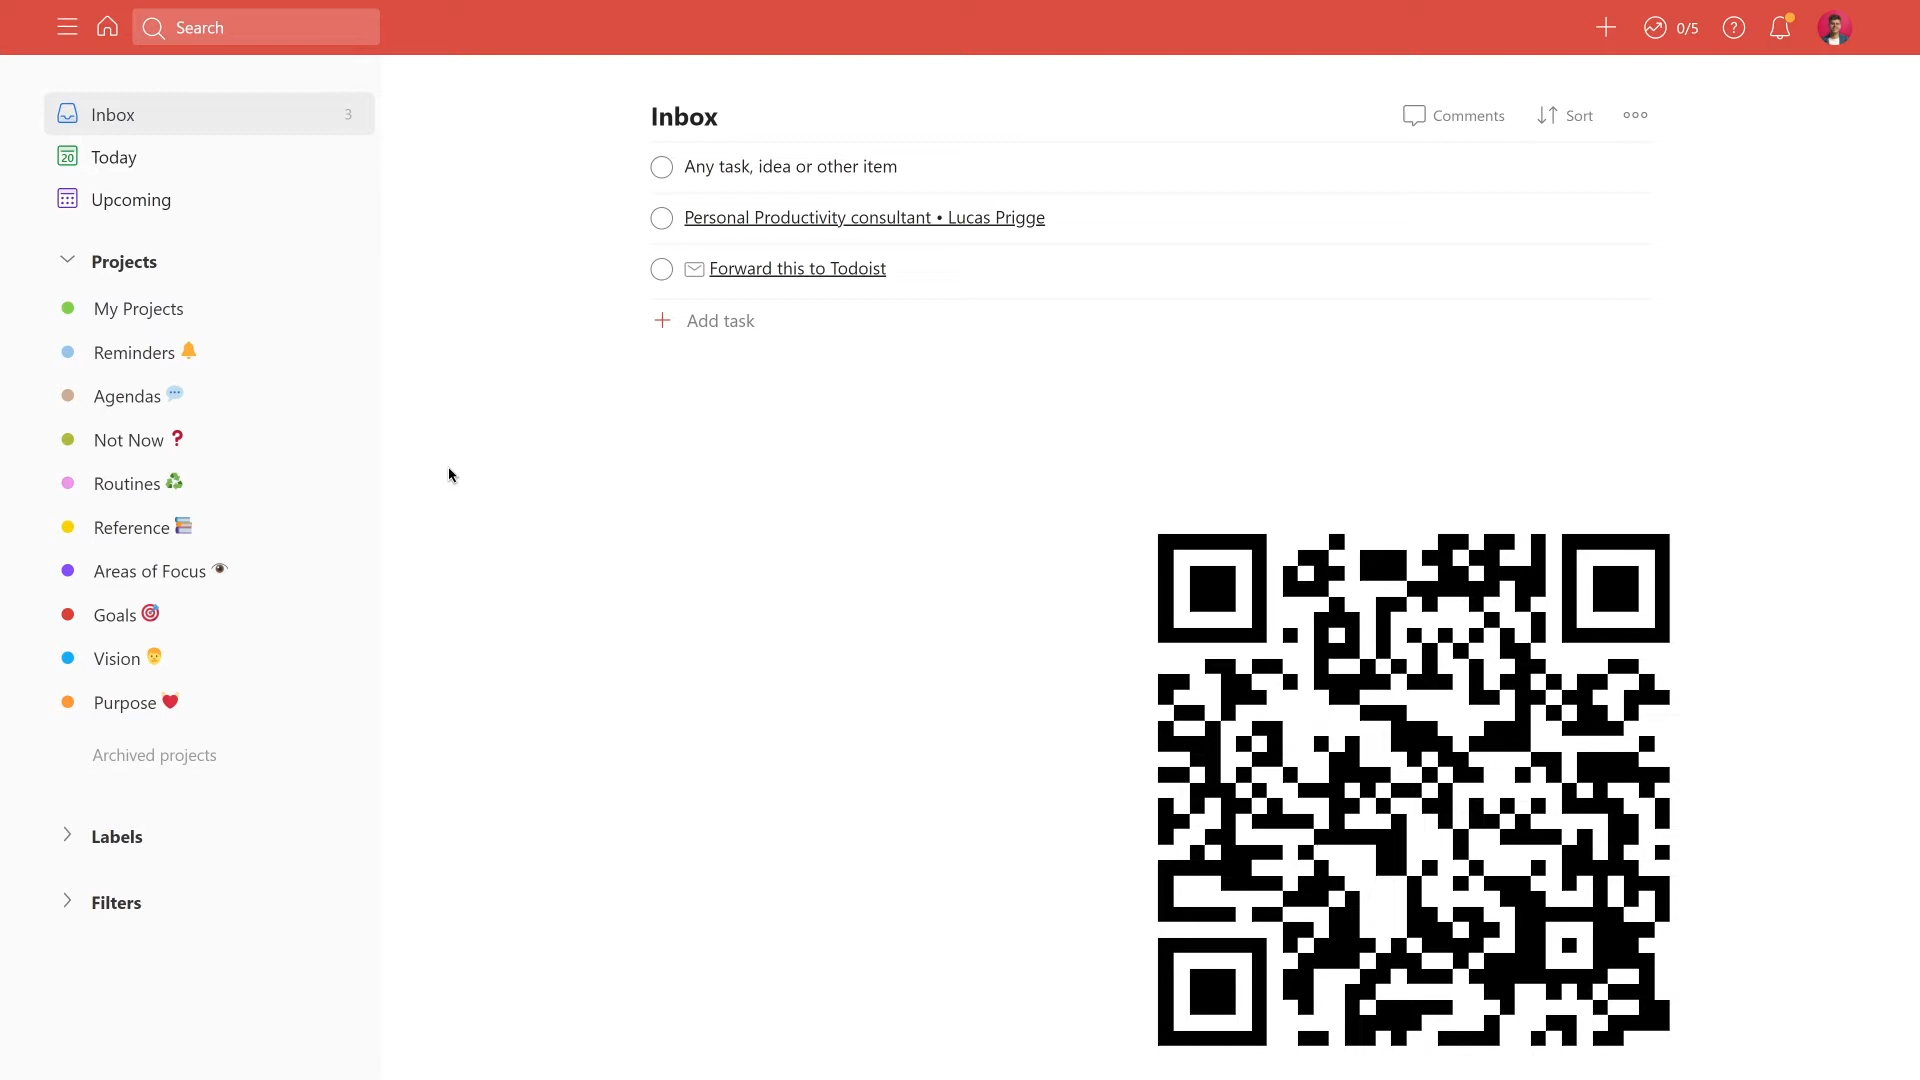 Search
0/5
Inbox 3
20 Today
Upcoming
Projects
My Projects
Reminders
Agendas
Not Now ❓
Routines
Reference
Areas of Focus
Goals
Vision
Purpose
Archived projects
Labels
Filters
Inbox
Comments
Sort
Any task, idea or other item
Personal Productivity consultant • Lucas Prigge
Forward this to Todoist
+ Add task